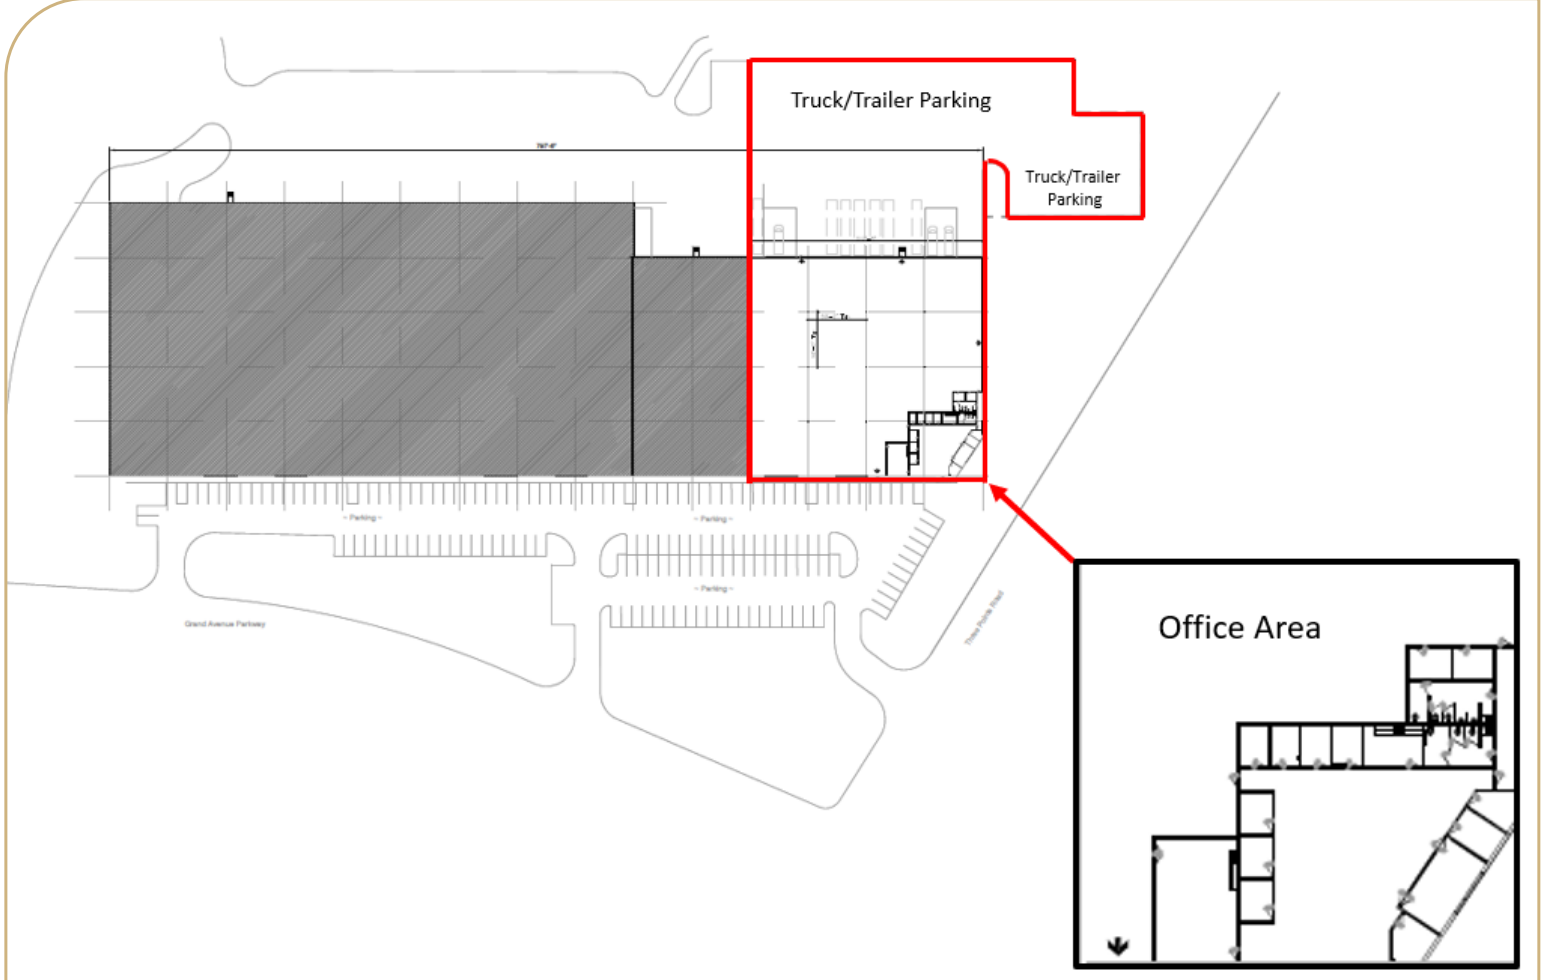 Truck/Trailer Parking
Truck/Trailer
Parking
~ Parking ~
~ Parking ~
~ Parking ~
Grand Avenue Parkway
Three Points Road
Office Area